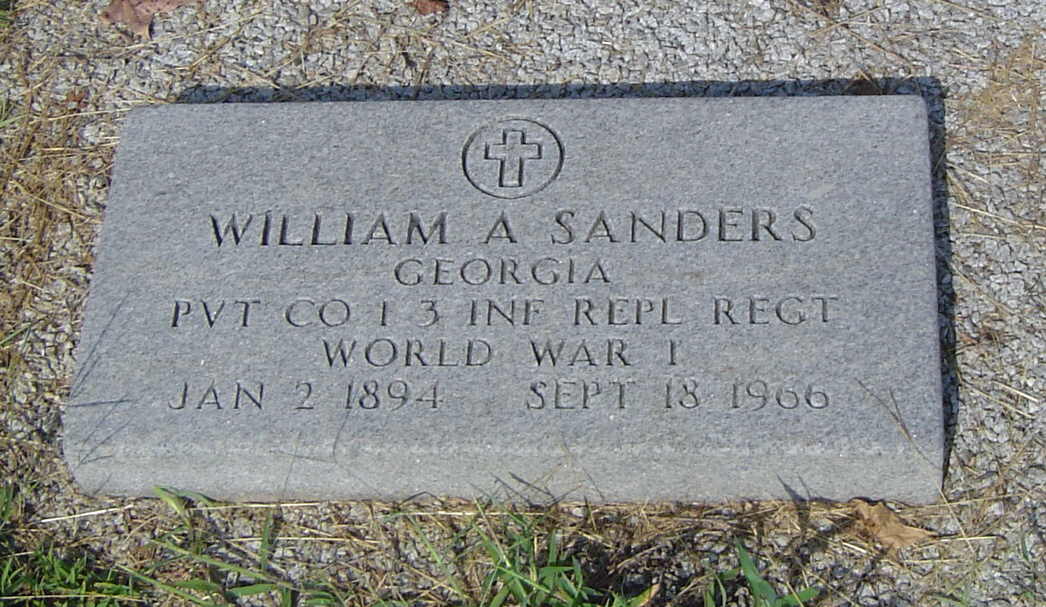 WILLIAM A SANDERS
GEORGIA
PVT CO I 3 INF REPL REGT
WORLD WAR I
JAN 2 1894 SEPT 18 1966